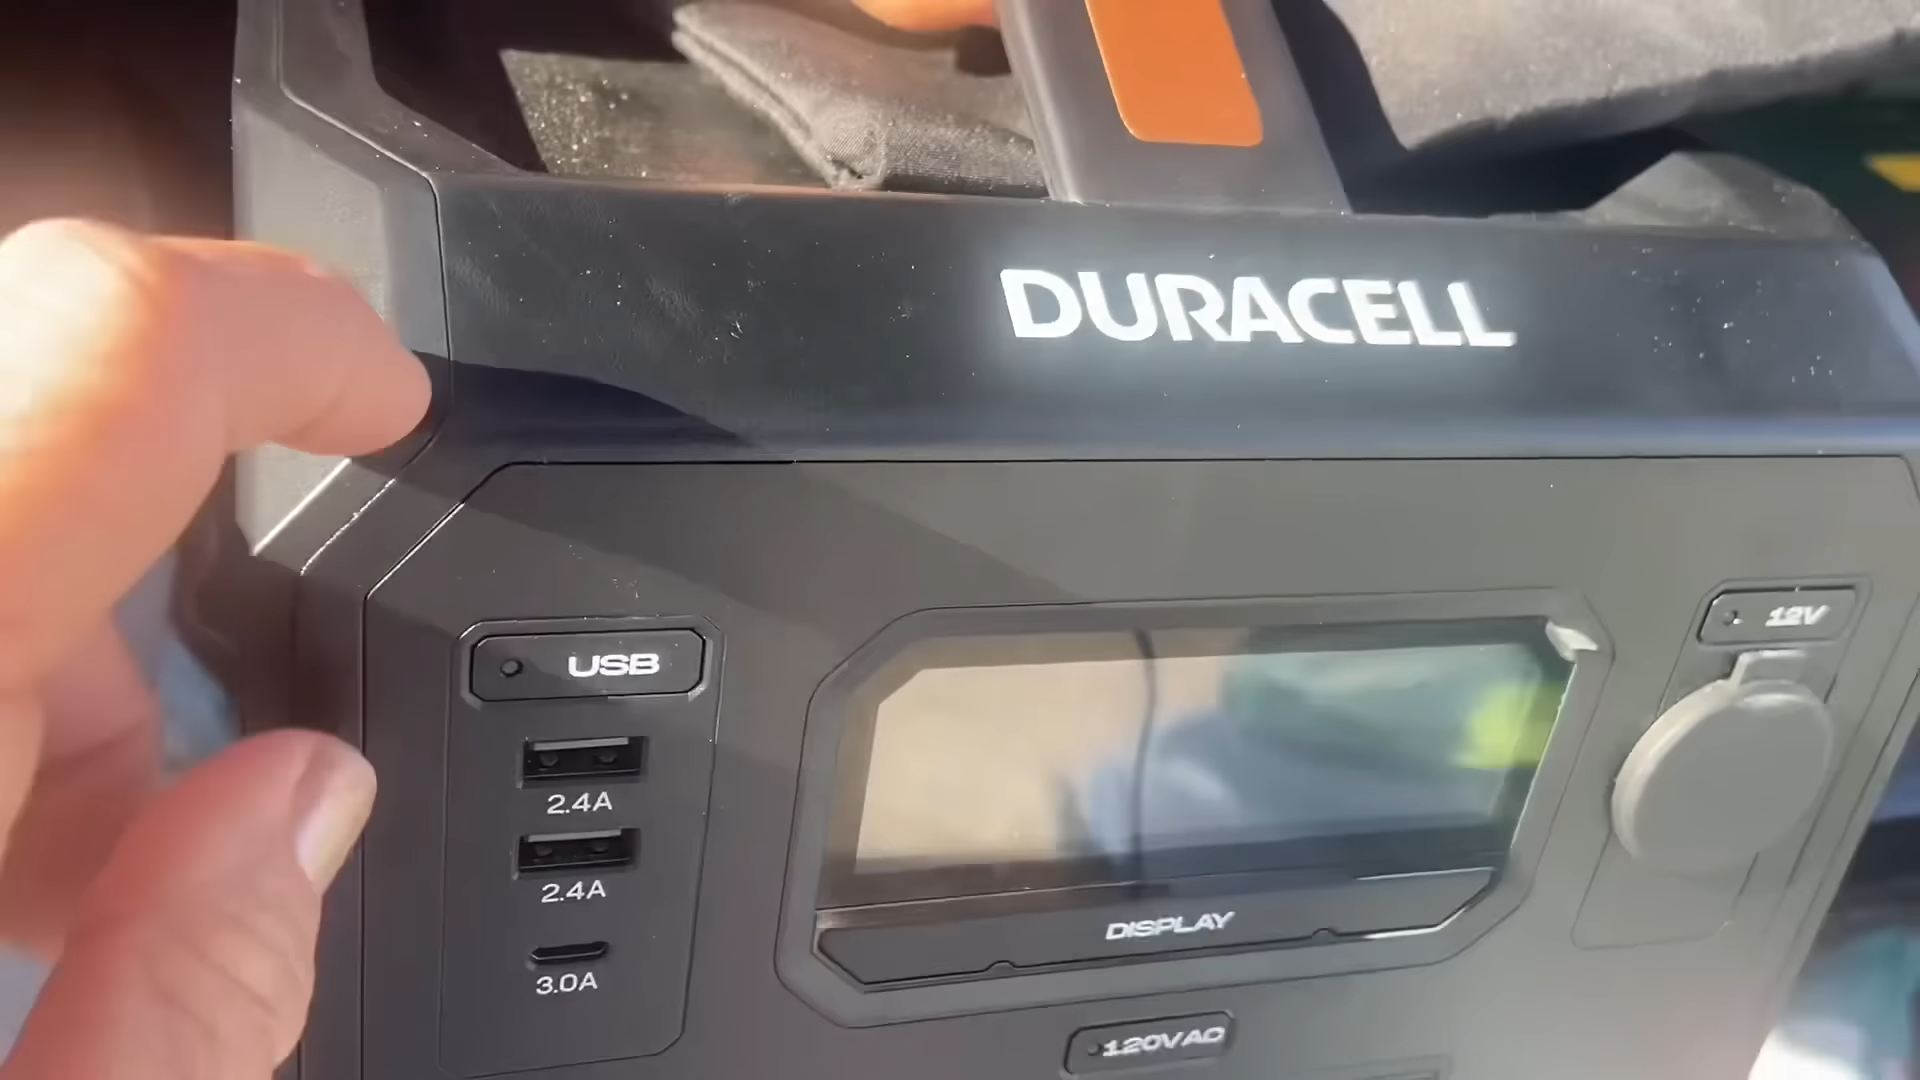 DURACELL
USB
12V
2.4A
2.4A
3.0A
DISPLAY
120VAC